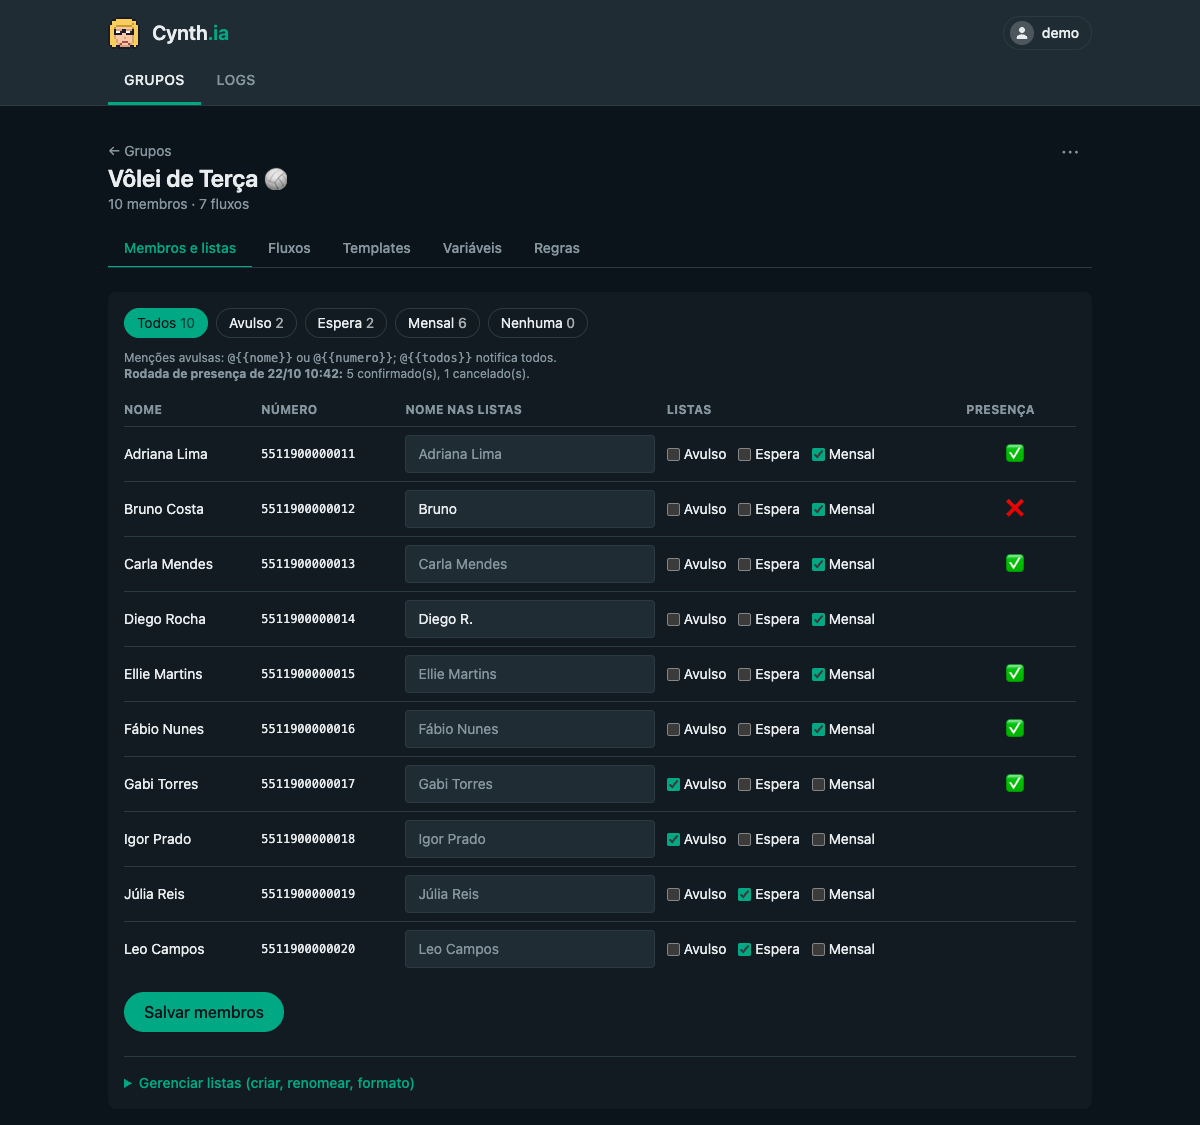 Cynth.ia
demo
GRUPOS LOGS
← Grupos
...
Vôlei de Terça
10 membros · 7 fluxos
Membros e listas Fluxos Templates Variáveis Regras
Todos 10 Avulso 2 Espera 2 Mensal 6 Nenhuma 0
Menções avulsas: @{{nome}} ou @{{numero}}; @{{todos}} notifica todos.
Rodada de presença de 22/10 10:42: 5 confirmado(s), 1 cancelado(s).
NOME NÚMERO NOME NAS LISTAS LISTAS PRESENÇA
Adriana Lima 5511900000011 Adriana Lima Avulso Espera Mensal
Bruno Costa 5511900000012 Bruno Avulso Espera Mensal
Carla Mendes 5511900000013 Carla Mendes Avulso Espera Mensal
Diego Rocha 5511900000014 Diego R. Avulso Espera Mensal
Ellie Martins 5511900000015 Ellie Martins Avulso Espera Mensal
Fábio Nunes 5511900000016 Fábio Nunes Avulso Espera Mensal
Gabi Torres 5511900000017 Gabi Torres Avulso Espera Mensal
Igor Prado 5511900000018 Igor Prado Avulso Espera Mensal
Júlia Reis 5511900000019 Júlia Reis Avulso Espera Mensal
Leo Campos 5511900000020 Leo Campos Avulso Espera Mensal
Salvar membros
Gerenciar listas (criar, renomear, formato)